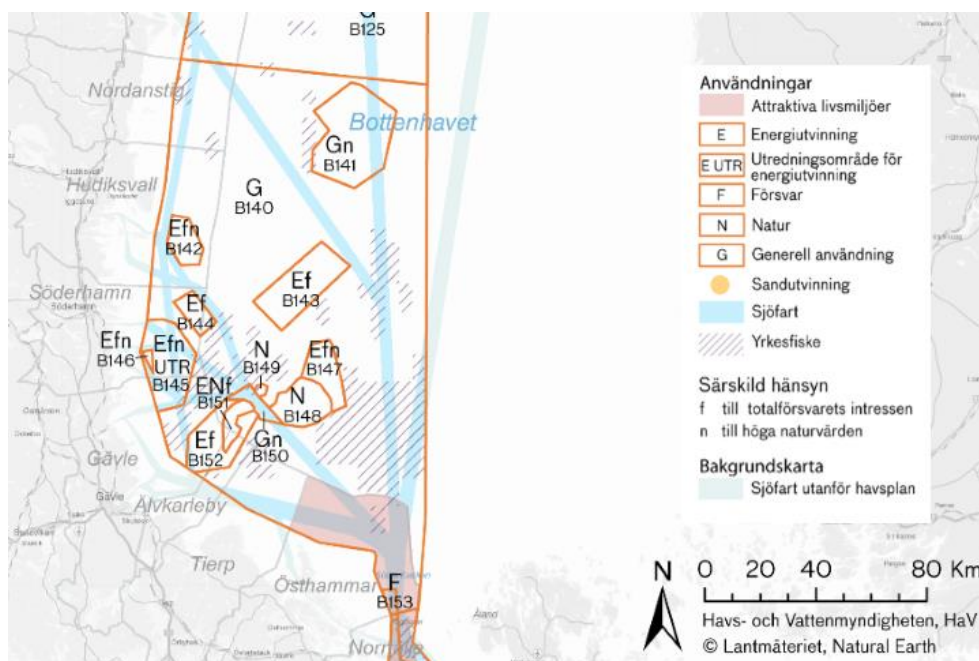 G
B125
Nordanstig
Bottenhavet
Gn
B141
Hudiksvall
G
B140
Efn
B142
Söderhamn
Ef
B143
Ef
B144
Efn
B146
Efn
UTR
B145
N
B149
Efn
B147
ENf
B151
N
B148
Ef
B152
Gn
B150
Gävle
Gävle
Älvkarleby
Tierp
Östhammar
F
B153
Åland
Användningar
Attraktiva livsmiljöer
E Energiutvinning
E UTR Utredningsområde för
energiutvinning
F Försvar
N Natur
G Generell användning
Sandutvinning
Sjöfart
Yrkesfiske
Särskild hänsyn
f till totalförsvarets intressen
n till höga naturvärden
Bakgrundskarta
Sjöfart utanför havsplan
N
0 20 40 80 Km
Havs- och Vattenmyndigheten, HaV
© Lantmäteriet, Natural Earth